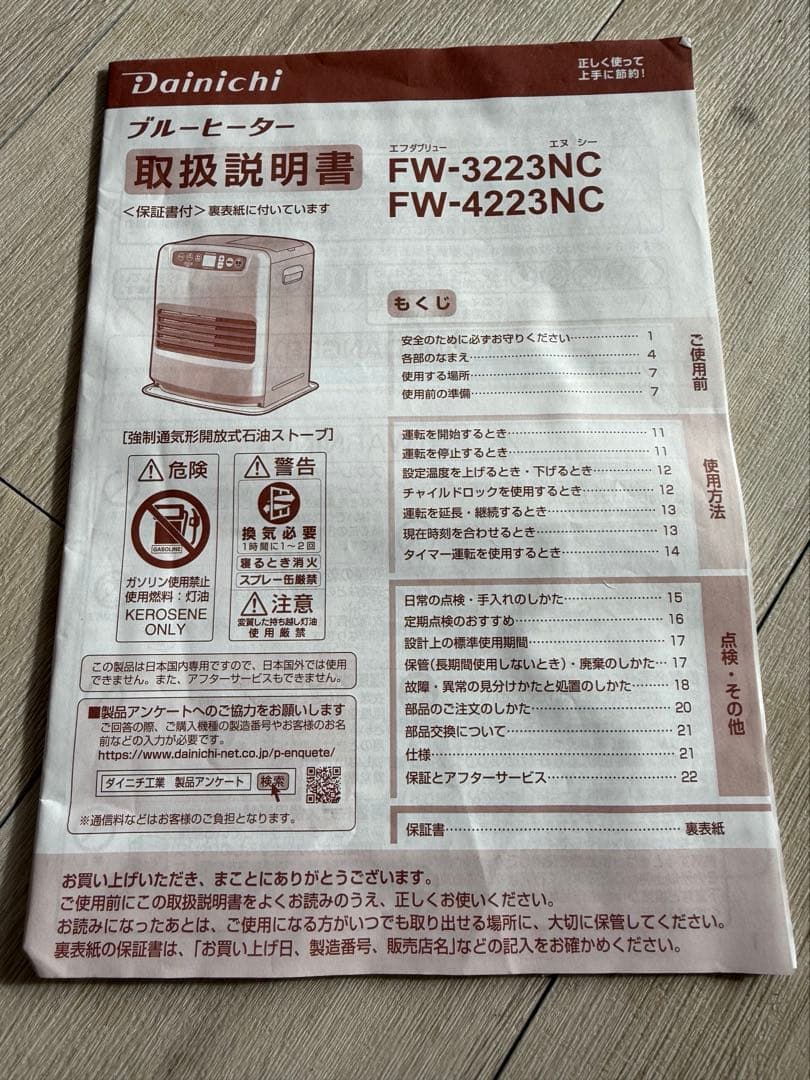 Dainichi
正しく使って
上手に節約!
ブルーヒーター
取扱説明書
<保証書付>裏表紙に付いています
エフダブリュー エヌ シー
FW-3223NC
FW-4223NC
[強制通気形開放式石油ストーブ]
危険
GASOLINE
ガソリン使用禁止
使用燃料:灯油
KEROSENE
ONLY
警告
換気必要
1時間に1~2回
寝るとき消火
スプレー缶厳禁
注意
変質した持ち越し灯油
使用厳禁
この製品は日本国内専用ですので、日本国外では使用
できません。また、アフターサービスもできません。
■製品アンケートへのご協力をお願いします
ご回答の際、ご購入機種の製造番号やお客様のお名
前などの入力が必要です。
https://www.dainichi-net.co.jp/p-enquete/
ダイニチ工業 製品アンケート 検索
※通信料などはお客様のご負担となります。
もくじ
ご使用前
安全のために必ずお守りください 1
各部のなまえ 4
使用する場所 7
使用前の準備 7
使用方法
運転を開始するとき 11
運転を停止するとき 11
設定温度を上げるとき・下げるとき 12
チャイルドロックを使用するとき 12
運転を延長・継続するとき 13
現在時刻を合わせるとき 13
タイマー運転を使用するとき 14
点検・その他
日常の点検・手入れのしかた 15
定期点検のおすすめ 16
設計上の標準使用期間 17
保管(長期間使用しないとき)・廃棄のしかた 17
故障・異常の見分けかたと処置のしかた 18
部品のご注文のしかた 20
部品交換について 21
仕様 21
保証とアフターサービス 22
保証書 裏表紙
お買い上げいただき、まことにありがとうございます。
ご使用前にこの取扱説明書をよくお読みのうえ、正しくお使いください。
お読みになったあとは、ご使用になる方がいつでも取り出せる場所に、大切に保管してください。
裏表紙の保証書は、「お買い上げ日、製造番号、販売店名」などの記入をお確かめください。